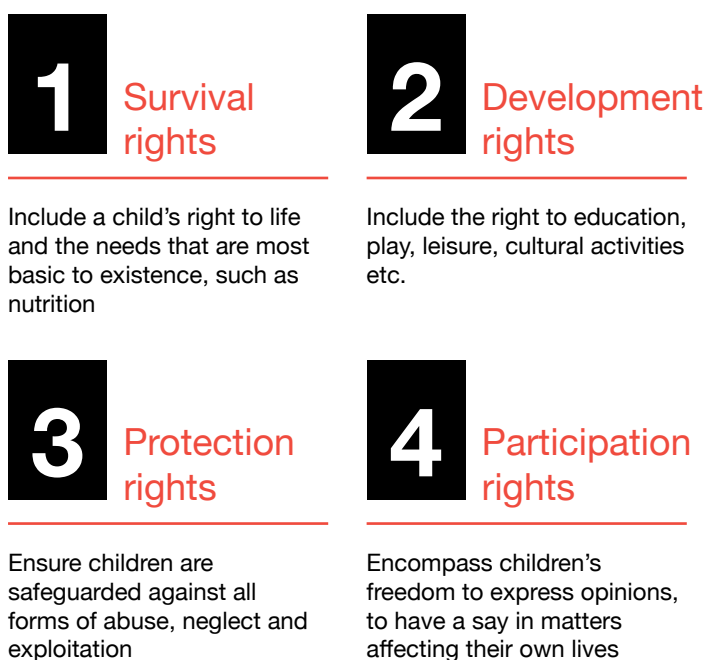 1
Survival
rights
Include a child’s right to life
and the needs that are most
basic to existence, such as
nutrition
2
Development
rights
Include the right to education,
play, leisure, cultural activities
etc.
3
Protection
rights
Ensure children are
safeguarded against all
forms of abuse, neglect and
exploitation
4
Participation
rights
Encompass children’s
freedom to express opinions,
to have a say in matters
affecting their own lives